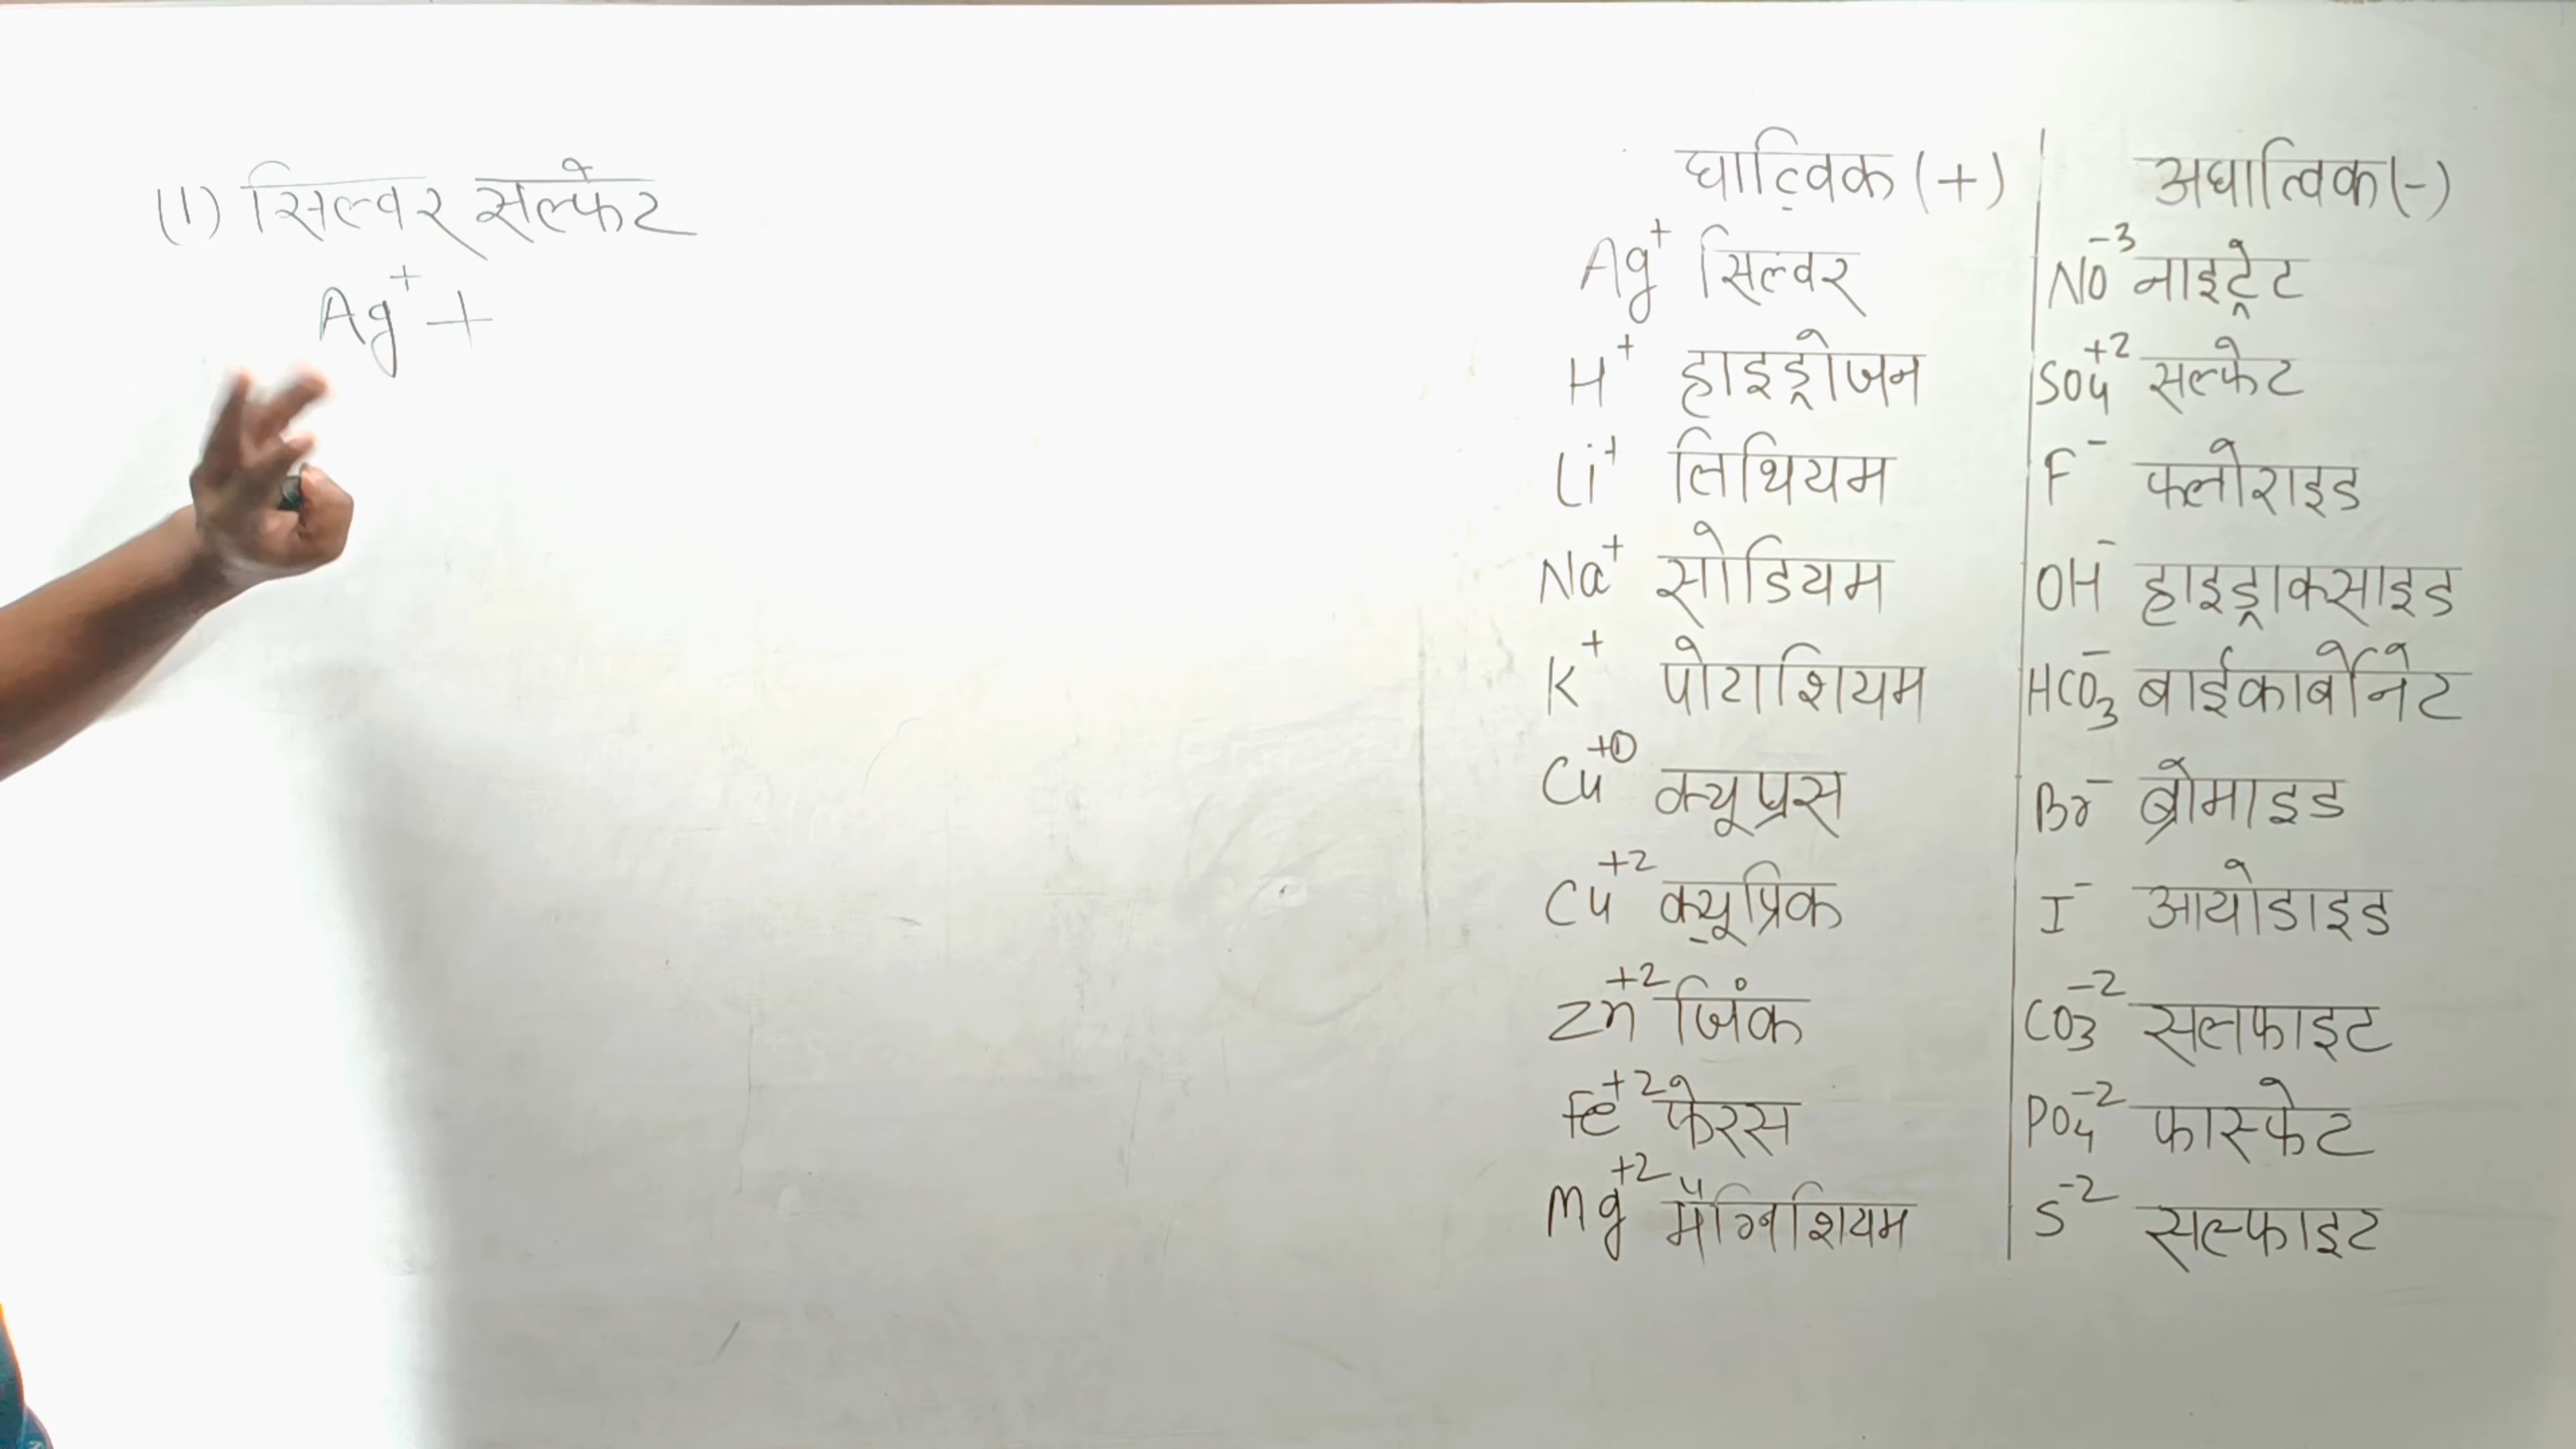 (1) सिल्वर सल्फेट
Ag⁺ +
धात्विक (+)
Ag⁺ सिल्वर
H⁺ हाइड्रोजन
Li⁺ लिथियम
Na⁺ सोडियम
K⁺ पोटाशियम
Cu⁺¹ क्यूप्रस
Cu⁺² क्यूप्रिक
Zn⁺² जिंक
Fe⁺² फेरस
Mg⁺² मैग्निशियम
अधात्विक (-)
NO⁻³ नाइट्रेट
SO₄⁺² सल्फेट
F⁻ फ्लोराइड
OH⁻ हाइड्राक्साइड
HCO₃⁻ बाईकार्बोनेट
Br⁻ ब्रोमाइड
I⁻ आयोडाइड
CO₃⁻² सलफाइट
PO₄⁻² फास्फेट
S⁻² सल्फाइट